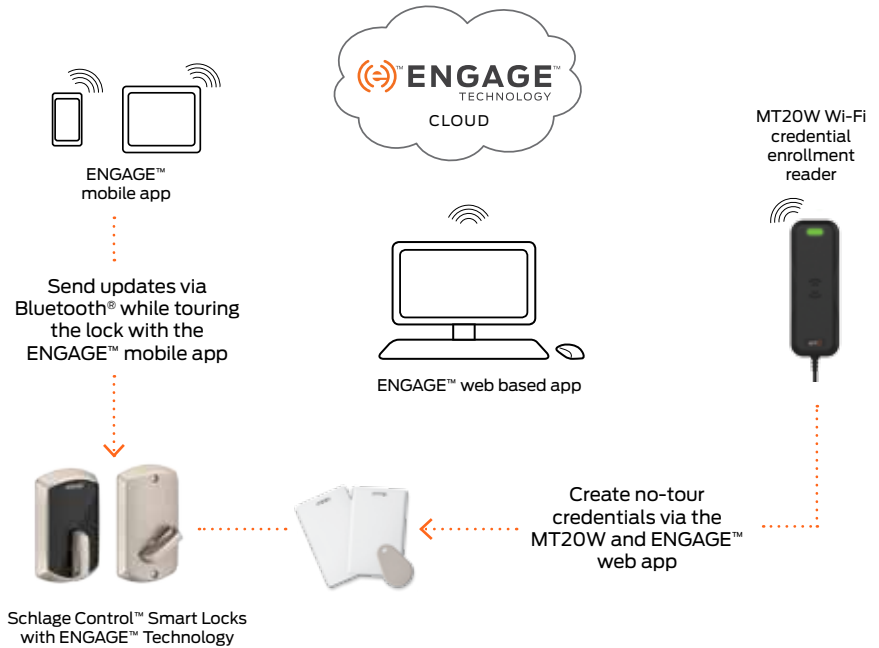 ENGAGE™
TECHNOLOGY
CLOUD
MT20W Wi-Fi
credential
enrollment
reader
ENGAGE™
mobile app
Send updates via
Bluetooth® while touring
the lock with the
ENGAGE™ mobile app
ENGAGE™ web based app
Create no-tour
credentials via the
MT20W and ENGAGE™
web app
Schlage Control™ Smart Locks
with ENGAGE™ Technology